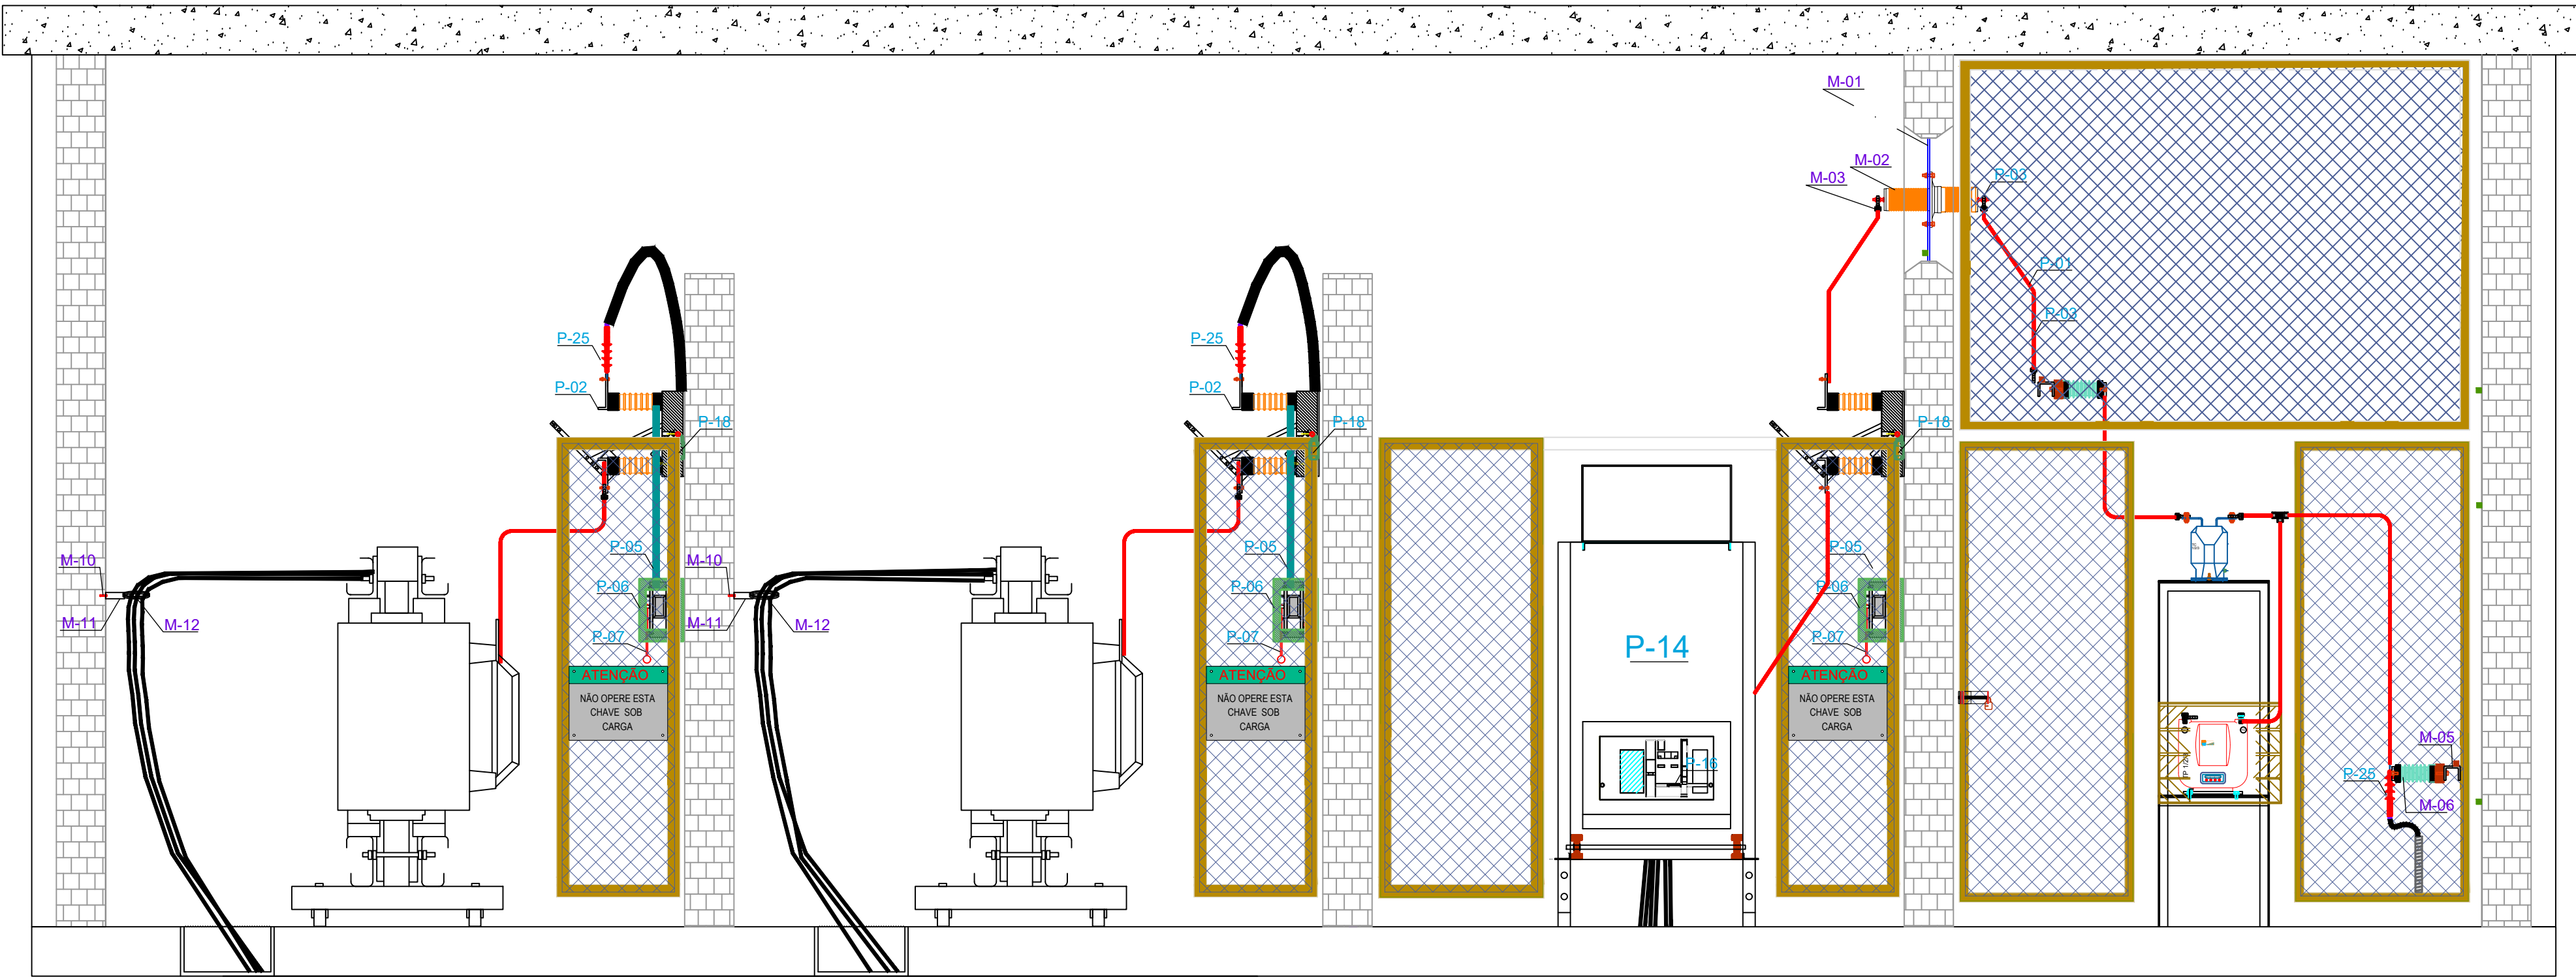 M-01
M-02
M-03
P-03
P-01
P-03
P-25
P-25
P-02
P-02
P-18
P-18
P-18
M-10
P-05
M-10
P-05
P-05
P-06
P-06
P-06
M-11
M-12
P-07
M-11
M-12
P-07
P-07
P-14
ATENÇÃO
NÃO OPERE ESTA
CHAVE SOB
CARGA
ATENÇÃO
NÃO OPERE ESTA
CHAVE SOB
CARGA
ATENÇÃO
NÃO OPERE ESTA
CHAVE SOB
CARGA
P-16
M-05
P-25
M-06